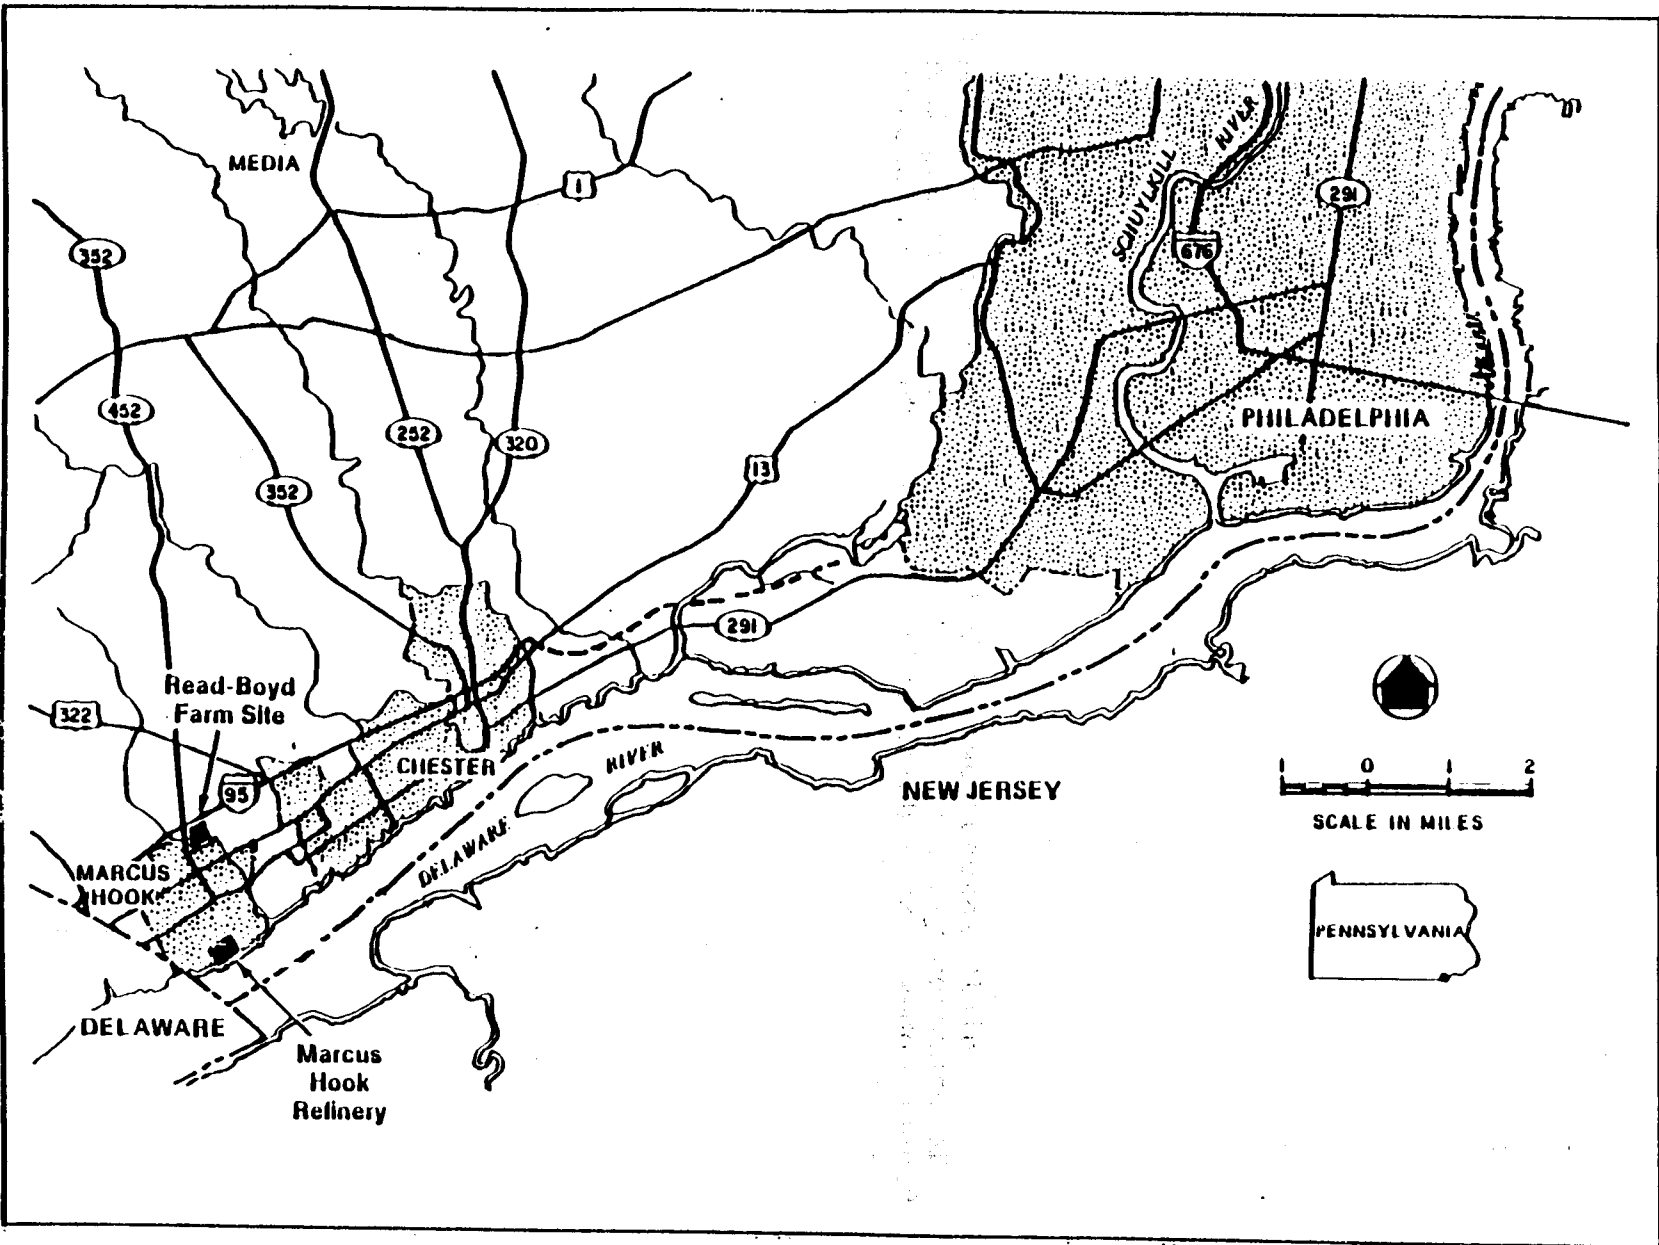 MEDIA
1
SCHUYLKILL
RIVER
291
676
352
452
252
320
352
13
PHILADELPHIA
291
Read-Boyd
Farm Site
322
95
CHESTER
RIVER
DELAWARE
NEW JERSEY
1 0 1 2
SCALE IN MILES
MARCUS
HOOK
PENNSYLVANIA
DELAWARE
Marcus
Hook
Refinery